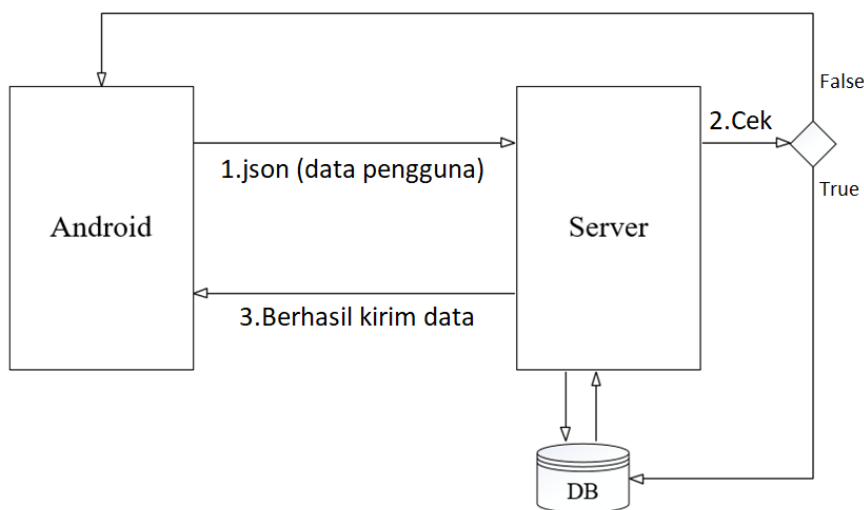 False
2.Cek
1.json (data pengguna)
True
Android
Server
3.Berhasil kirim data
DB